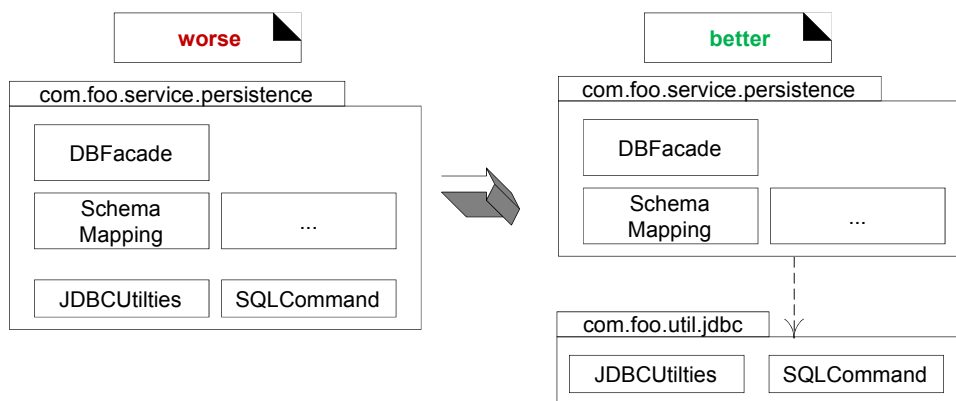 worse
com.foo.service.persistence
DBFacade
Schema
Mapping
...
JDBCUtilties
SQLCommand
better
com.foo.service.persistence
DBFacade
Schema
Mapping
...
com.foo.util.jdbc
JDBCUtilties
SQLCommand